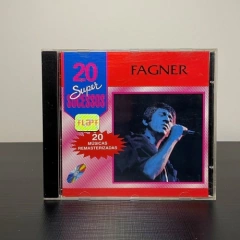 20
Super
SUCESSOS
FAGNER
20
MÚSICAS
REMASTERIZADAS